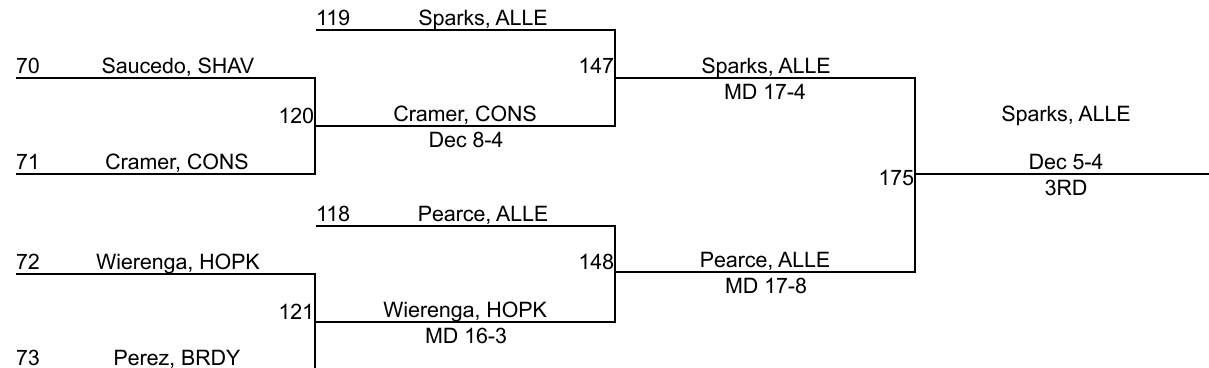 119 Sparks, ALLE
70 Saucedo, SHAV
147 Sparks, ALLE
MD 17-4
120 Cramer, CONS
Dec 8-4
Sparks, ALLE
71 Cramer, CONS
Dec 5-4
175
3RD
118 Pearce, ALLE
72 Wierenga, HOPK
148 Pearce, ALLE
MD 17-8
121 Wierenga, HOPK
MD 16-3
73 Perez, BRDY